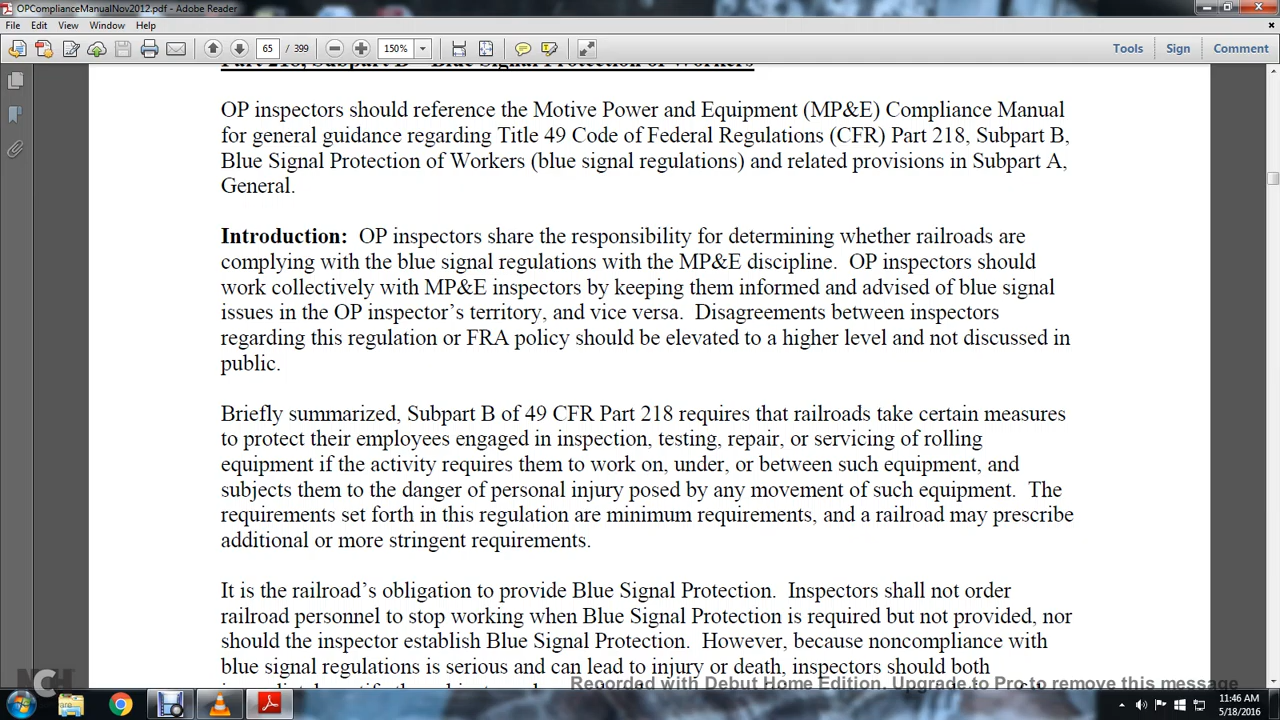 OPComplianceManualNov2012.pdf - Adobe Reader
File Edit View Window Help
65 / 399 150% Tools Sign Comment
Part 218, Subpart B – Blue Signal Protection of Workers
OP inspectors should reference the Motive Power and Equipment (MP&E) Compliance Manual
for general guidance regarding Title 49 Code of Federal Regulations (CFR) Part 218, Subpart B,
Blue Signal Protection of Workers (blue signal regulations) and related provisions in Subpart A,
General.
Introduction: OP inspectors share the responsibility for determining whether railroads are
complying with the blue signal regulations with the MP&E discipline. OP inspectors should
work collectively with MP&E inspectors by keeping them informed and advised of blue signal
issues in the OP inspector's territory, and vice versa. Disagreements between inspectors
regarding this regulation or FRA policy should be elevated to a higher level and not discussed in
public.
Briefly summarized, Subpart B of 49 CFR Part 218 requires that railroads take certain measures
to protect their employees engaged in inspection, testing, repair, or servicing of rolling
equipment if the activity requires them to work on, under, or between such equipment, and
subjects them to the danger of personal injury posed by any movement of such equipment. The
requirements set forth in this regulation are minimum requirements, and a railroad may prescribe
additional or more stringent requirements.
It is the railroad's obligation to provide Blue Signal Protection. Inspectors shall not order
railroad personnel to stop working when Blue Signal Protection is required but not provided, nor
should the inspector establish Blue Signal Protection. However, because noncompliance with
blue signal regulations is serious and can lead to injury or death, inspectors should both
Recorded with Debut Home Edition. Upgrade to Pro to remove this message
NCH
11:46 AM
5/18/2016